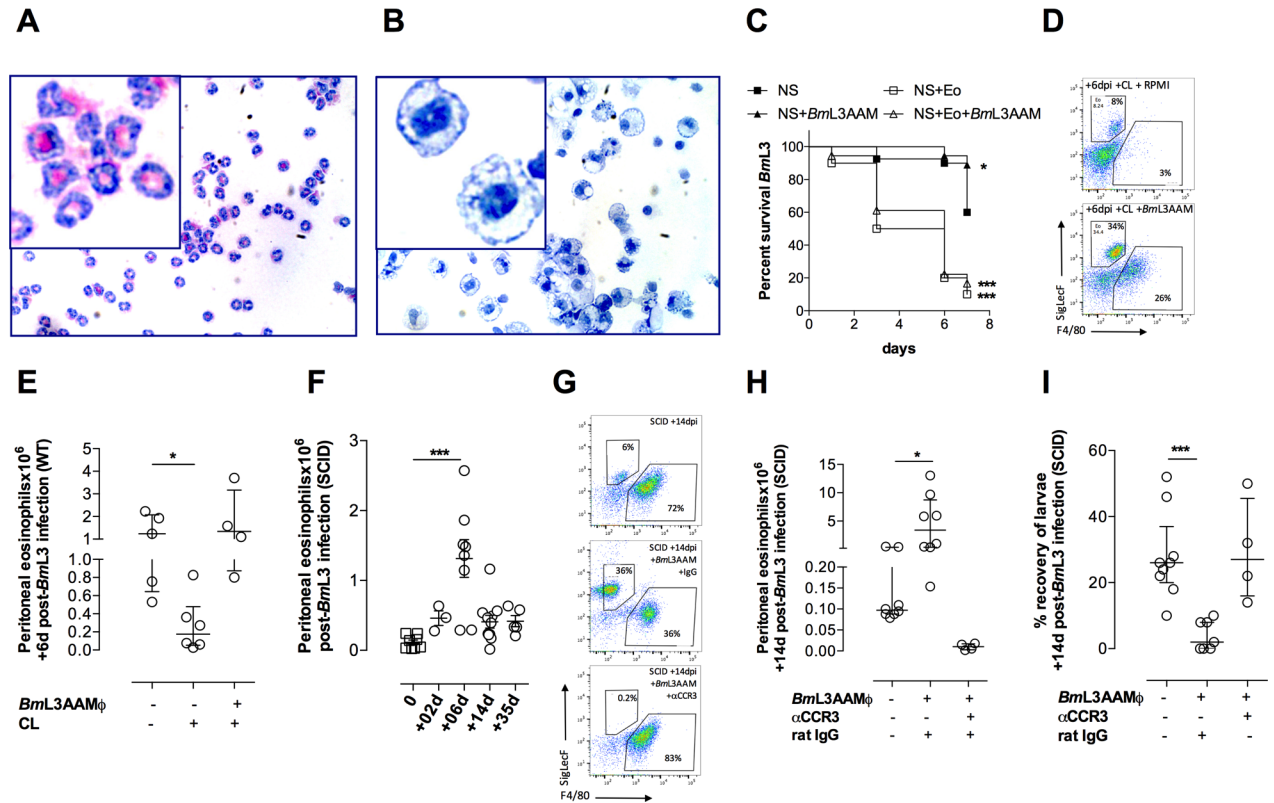 A
B
C
D
NS
NS+Eo
NS+BmL3AAM
NS+Eo+BmL3AAM
Percent survival BmL3
100
80
60
40
20
0
0 2 4 6 8
days
*
***
***
+6dpi +CL + RPMI
Eo
8.24
8%
3%
+6dpi +CL +BmL3AAM
Eo
34.4
34%
26%
SigLecF
F4/80
E
F
G
H
I
Peritoneal eosinophilsx10⁶
+6d post-BmL3 infection (WT)
5
4
3
2
1
1.0
0.8
0.6
0.4
0.2
0.0
*
BmL3AAMϕ - - +
CL - + +
Peritoneal eosinophilsx10⁶
post-BmL3 infection (SCID)
3
2
1
0
***
0 +02d +06d +14d +35d
SCID +14dpi
6%
72%
SCID +14dpi
+BmL3AAM
+IgG
36%
36%
SCID +14dpi
+BmL3AAM
+αCCR3
0.2%
83%
SigLecF
F4/80
Peritoneal eosinophilsx10⁶
+14d post-BmL3 infection (SCID)
15
10
5
0.20
0.15
0.10
0.05
0.00
*
BmL3AAMϕ - + +
αCCR3 - - +
rat IgG - + +
% recovery of larvae
+14d post-BmL3 infection (SCID)
60
40
20
0
***
BmL3AAMϕ - + +
αCCR3 - - +
rat IgG - + -